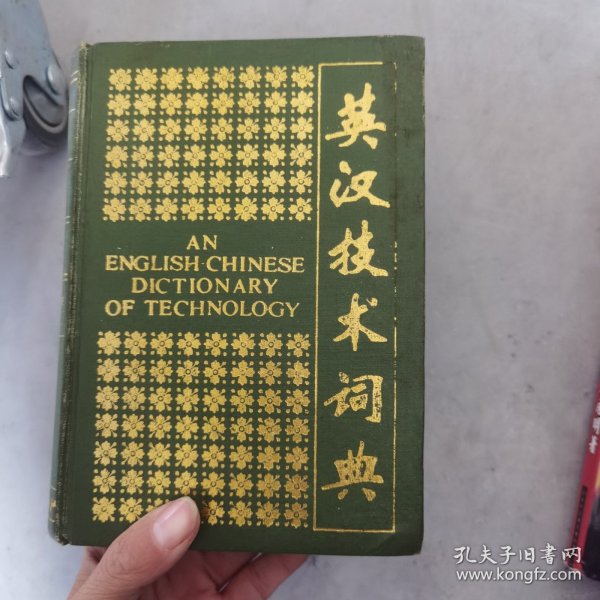 AN
ENGLISH-CHINESE
DICTIONARY
OF TECHNOLOGY
英汉技术词典
孔夫子旧书网
www.kongfz.com